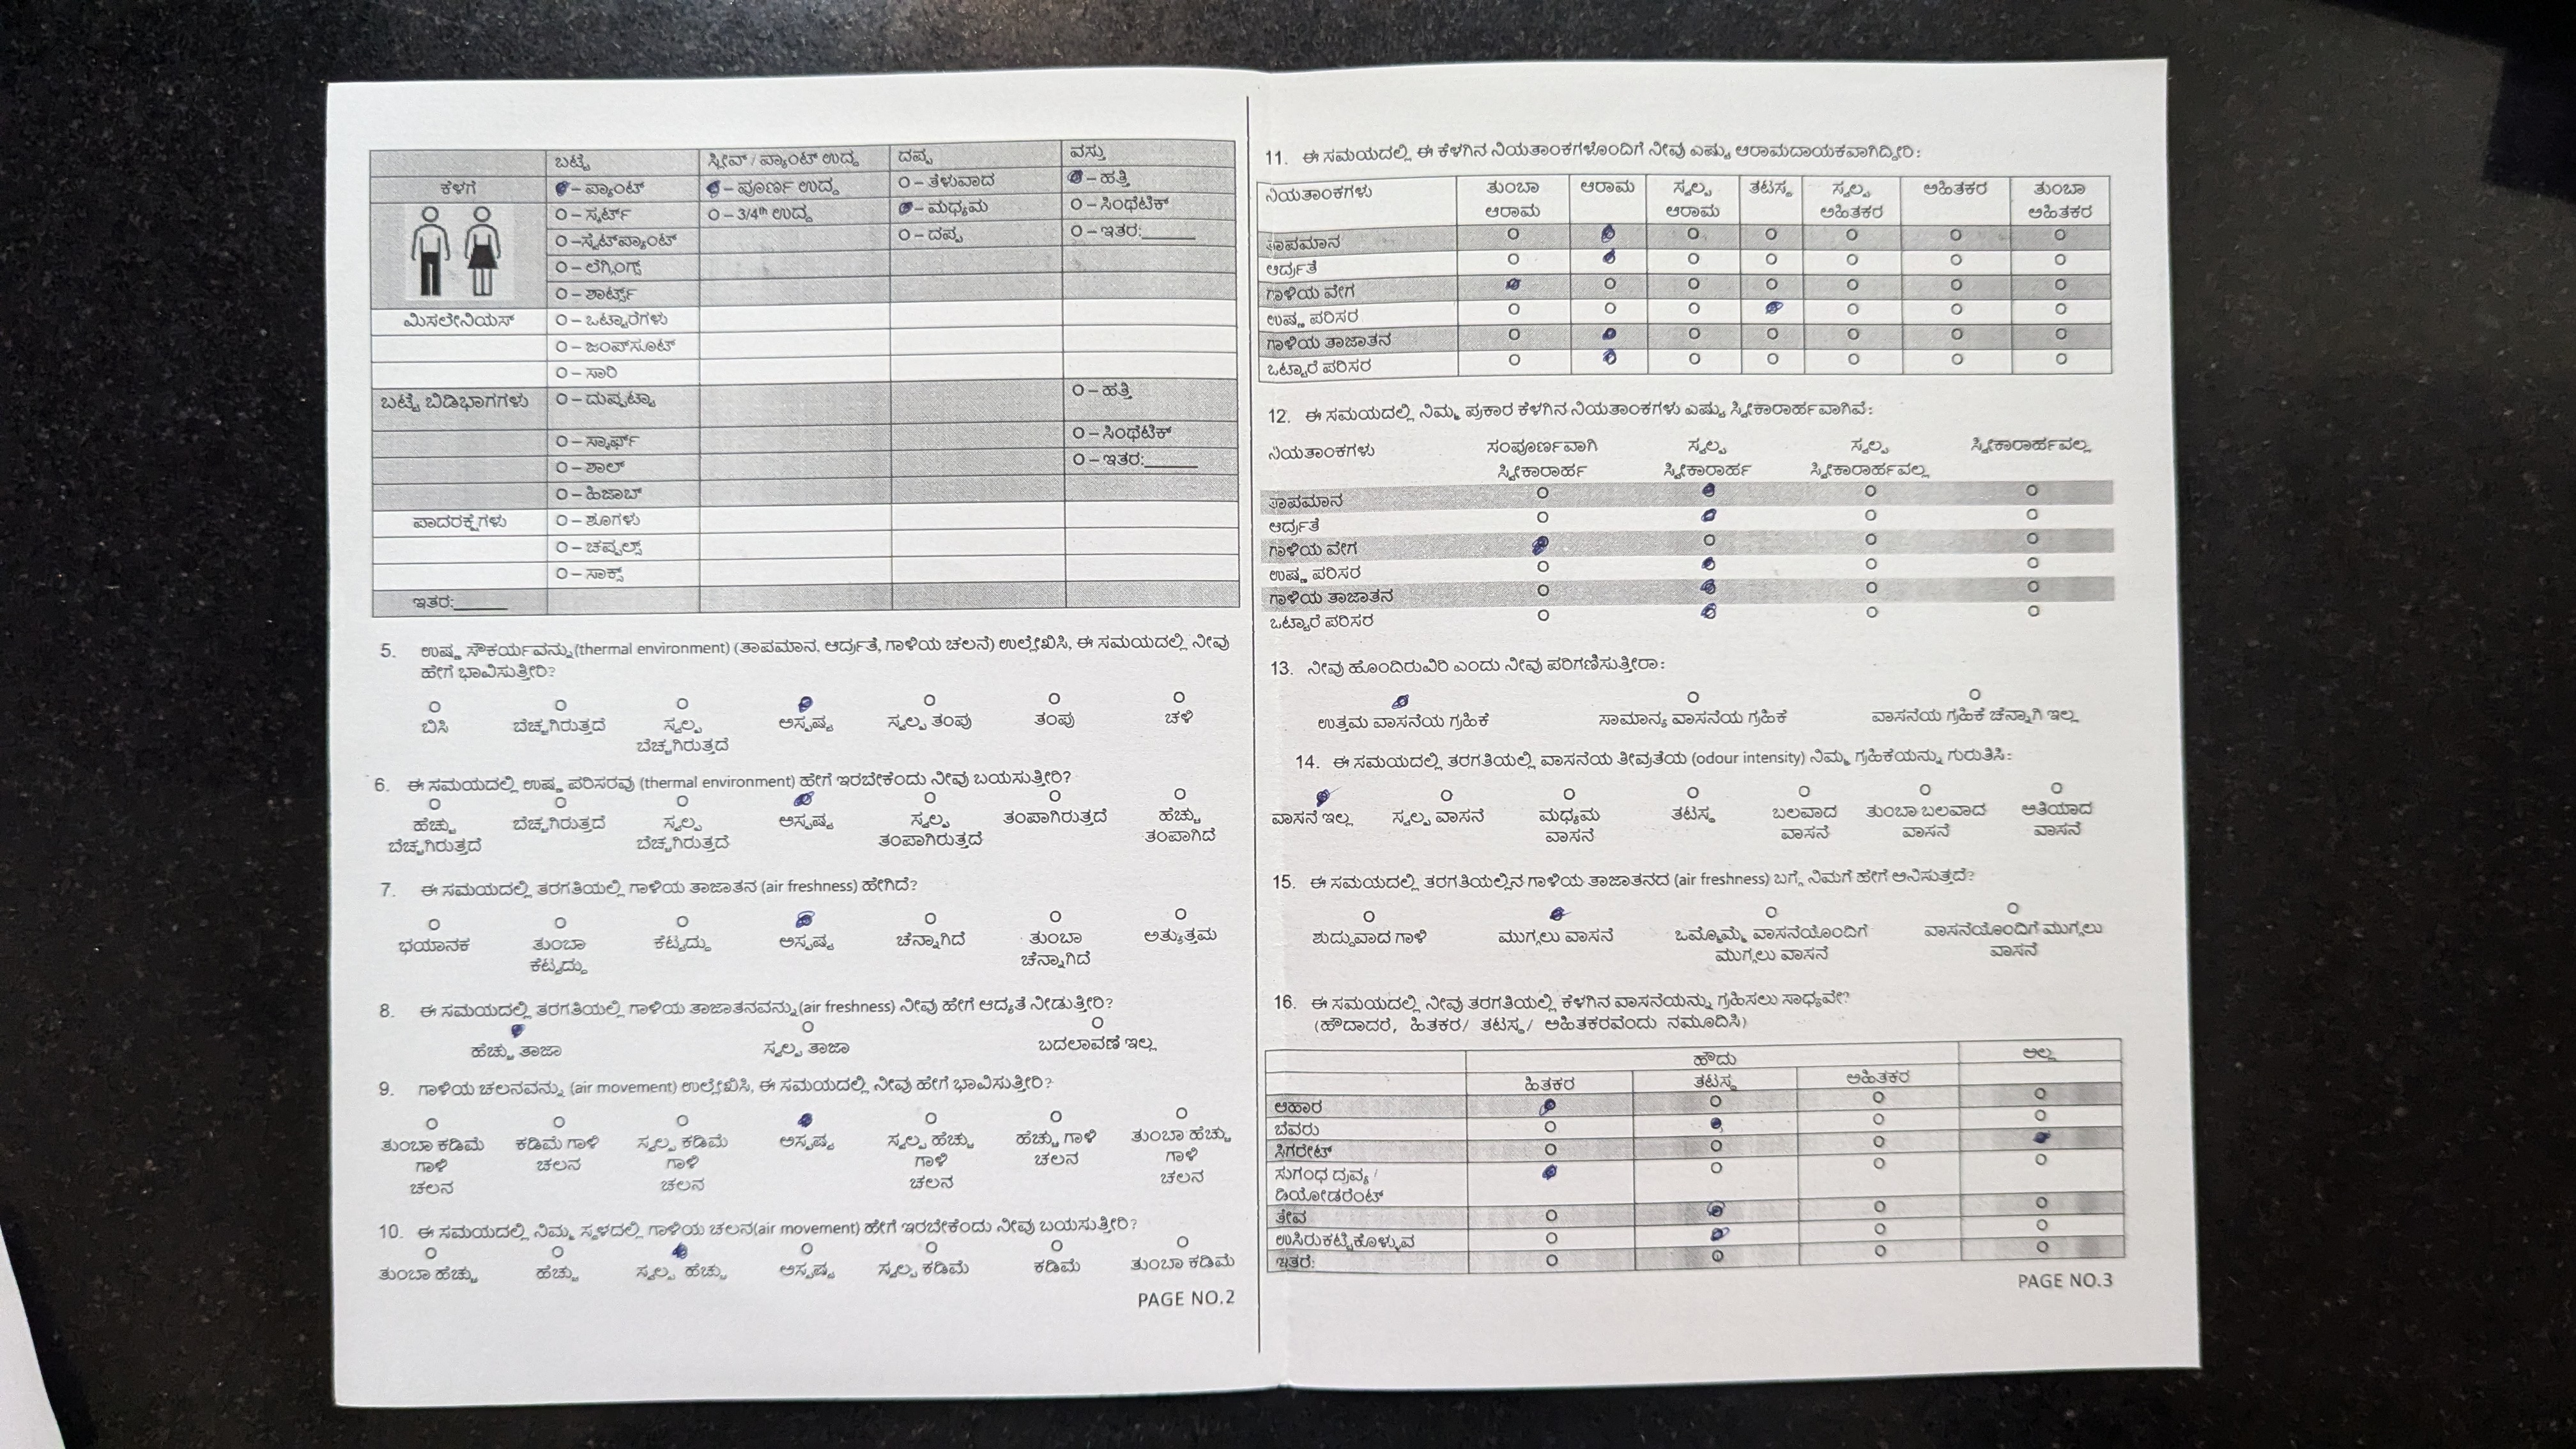 ಬಟ್ಟೆ ಸ್ಲೀವ್ / ಪ್ಯಾಂಟ್ ಉದ್ದ ದಪ್ಪ ವಸ್ತು
ಕೆಳಗೆ O – ಪ್ಯಾಂಟ್ O – ಪೂರ್ಣ ಉದ್ದ O – ತೆಳುವಾದ O – ಹತ್ತಿ
O – ಸ್ಕರ್ಟ್ O – 3/4th ಉದ್ದ O – ಮಧ್ಯಮ O – ಸಿಂಥೆಟಿಕ್
O –ಸ್ವೆಟ್‌ಪ್ಯಾಂಟ್ O – ದಪ್ಪ O – ಇತರ:______
O – ಲೆಗ್ಗಿಂಗ್ಸ್
O – ಶಾರ್ಟ್ಸ್
ಮಿಸಲೇನಿಯಸ್ O – ಒಟ್ಟಾರೆಗಳು
O – ಜಂಪ್‌ಸೂಟ್
O – ಸಾರಿ
ಬಟ್ಟೆ ಬಿಡಿಭಾಗಗಳು O – ದುಪ್ಪಟ್ಟಾ O – ಹತ್ತಿ
O – ಸ್ಕಾರ್ಫ್ O – ಸಿಂಥೆಟಿಕ್
O – ಶಾಲ್ O – ಇತರ:______
O – ಹಿಜಾಬ್
ಪಾದರಕ್ಷೆಗಳು O – ಶೂಗಳು
O – ಚಪ್ಪಲ್ಸ್
O – ಸಾಕ್ಸ್
ಇತರ:______
5. ಉಷ್ಣ ಸೌಕರ್ಯವನ್ನು(thermal environment) (ತಾಪಮಾನ, ಆರ್ದ್ರತೆ, ಗಾಳಿಯ ಚಲನೆ) ಉಲ್ಲೇಖಿಸಿ, ಈ ಸಮಯದಲ್ಲಿ ನೀವು
ಹೇಗೆ ಭಾವಿಸುತ್ತೀರಿ?
ಬಿಸಿ ಬೆಚ್ಚಗಿರುತ್ತದೆ ಸ್ವಲ್ಪ ಅಸ್ಪಷ್ಟ ಸ್ವಲ್ಪ ತಂಪು ತಂಪು ಚಳಿ
ಬೆಚ್ಚಗಿರುತ್ತದೆ
6. ಈ ಸಮಯದಲ್ಲಿ ಉಷ್ಣ ಪರಿಸರವು (thermal environment) ಹೇಗೆ ಇರಬೇಕೆಂದು ನೀವು ಬಯಸುತ್ತೀರಿ?
ಹೆಚ್ಚು ಬೆಚ್ಚಗಿರುತ್ತದೆ ಸ್ವಲ್ಪ ಅಸ್ಪಷ್ಟ ಸ್ವಲ್ಪ ತಂಪಾಗಿರುತ್ತದೆ ಹೆಚ್ಚು
ಬೆಚ್ಚಗಿರುತ್ತದೆ ಬೆಚ್ಚಗಿರುತ್ತದೆ ತಂಪಾಗಿರುತ್ತದೆ ತಂಪಾಗಿದೆ
7. ಈ ಸಮಯದಲ್ಲಿ ತರಗತಿಯಲ್ಲಿ ಗಾಳಿಯ ತಾಜಾತನ (air freshness) ಹೇಗಿದೆ?
ಭಯಾನಕ ತುಂಬಾ ಕೆಟ್ಟದ್ದು ಅಸ್ಪಷ್ಟ ಚೆನ್ನಾಗಿದೆ ತುಂಬಾ ಅತ್ಯುತ್ತಮ
ಕೆಟ್ಟದ್ದು ಚೆನ್ನಾಗಿದೆ
8. ಈ ಸಮಯದಲ್ಲಿ ತರಗತಿಯಲ್ಲಿ ಗಾಳಿಯ ತಾಜಾತನವನ್ನು(air freshness) ನೀವು ಹೇಗೆ ಆದ್ಯತೆ ನೀಡುತ್ತೀರಿ?
ಹೆಚ್ಚು ತಾಜಾ ಸ್ವಲ್ಪ ತಾಜಾ ಬದಲಾವಣೆ ಇಲ್ಲ
9. ಗಾಳಿಯ ಚಲನವನ್ನು (air movement) ಉಲ್ಲೇಖಿಸಿ, ಈ ಸಮಯದಲ್ಲಿ ನೀವು ಹೇಗೆ ಭಾವಿಸುತ್ತೀರಿ?
ತುಂಬಾ ಕಡಿಮೆ ಕಡಿಮೆ ಗಾಳಿ ಸ್ವಲ್ಪ ಕಡಿಮೆ ಅಸ್ಪಷ್ಟ ಸ್ವಲ್ಪ ಹೆಚ್ಚು ಹೆಚ್ಚು ಗಾಳಿ ತುಂಬಾ ಹೆಚ್ಚು
ಗಾಳಿ ಚಲನ ಗಾಳಿ ಗಾಳಿ ಚಲನ ಗಾಳಿ
ಚಲನ ಚಲನ ಚಲನ ಚಲನ
10. ಈ ಸಮಯದಲ್ಲಿ ನಿಮ್ಮ ಸ್ಥಳದಲ್ಲಿ ಗಾಳಿಯ ಚಲನ(air movement) ಹೇಗೆ ಇರಬೇಕೆಂದು ನೀವು ಬಯಸುತ್ತೀರಿ?
ತುಂಬಾ ಹೆಚ್ಚು ಹೆಚ್ಚು ಸ್ವಲ್ಪ ಹೆಚ್ಚು ಅಸ್ಪಷ್ಟ ಸ್ವಲ್ಪ ಕಡಿಮೆ ಕಡಿಮೆ ತುಂಬಾ ಕಡಿಮೆ
PAGE NO.2
11. ಈ ಸಮಯದಲ್ಲಿ ಈ ಕೆಳಗಿನ ನಿಯತಾಂಕಗಳೊಂದಿಗೆ ನೀವು ಎಷ್ಟು ಆರಾಮದಾಯಕವಾಗಿದ್ದೀರಿ:
ನಿಯತಾಂಕಗಳು ತುಂಬಾ ಆರಾಮ ಸ್ವಲ್ಪ ತಟಸ್ಥ ಸ್ವಲ್ಪ ಅಹಿತಕರ ತುಂಬಾ
ಆರಾಮ ಆರಾಮ ಅಹಿತಕರ ಅಹಿತಕರ
ತಾಪಮಾನ
ಆರ್ದ್ರತೆ
ಗಾಳಿಯ ವೇಗ
ಉಷ್ಣ ಪರಿಸರ
ಗಾಳಿಯ ತಾಜಾತನ
ಒಟ್ಟಾರೆ ಪರಿಸರ
12. ಈ ಸಮಯದಲ್ಲಿ ನಿಮ್ಮ ಪ್ರಕಾರ ಕೆಳಗಿನ ನಿಯತಾಂಕಗಳು ಎಷ್ಟು ಸ್ವೀಕಾರಾರ್ಹವಾಗಿವೆ:
ನಿಯತಾಂಕಗಳು ಸಂಪೂರ್ಣವಾಗಿ ಸ್ವಲ್ಪ ಸ್ವಲ್ಪ ಸ್ವೀಕಾರಾರ್ಹವಲ್ಲ
ಸ್ವೀಕಾರಾರ್ಹ ಸ್ವೀಕಾರಾರ್ಹ ಸ್ವೀಕಾರಾರ್ಹವಲ್ಲ
ತಾಪಮಾನ
ಆರ್ದ್ರತೆ
ಗಾಳಿಯ ವೇಗ
ಉಷ್ಣ ಪರಿಸರ
ಗಾಳಿಯ ತಾಜಾತನ
ಒಟ್ಟಾರೆ ಪರಿಸರ
13. ನೀವು ಹೊಂದಿರುವಿರಿ ಎಂದು ನೀವು ಪರಿಗಣಿಸುತ್ತೀರಾ:
ಉತ್ತಮ ವಾಸನೆಯ ಗ್ರಹಿಕೆ ಸಾಮಾನ್ಯ ವಾಸನೆಯ ಗ್ರಹಿಕೆ ವಾಸನೆಯ ಗ್ರಹಿಕೆ ಚೆನ್ನಾಗಿ ಇಲ್ಲ
14. ಈ ಸಮಯದಲ್ಲಿ ತರಗತಿಯಲ್ಲಿ ವಾಸನೆಯ ತೀವ್ರತೆಯ (odour intensity) ನಿಮ್ಮ ಗ್ರಹಿಕೆಯನ್ನು ಗುರುತಿಸಿ:
ವಾಸನೆ ಇಲ್ಲ ಸ್ವಲ್ಪ ವಾಸನೆ ಮಧ್ಯಮ ತಟಸ್ಥ ಬಲವಾದ ತುಂಬಾ ಬಲವಾದ ಅತಿಯಾದ
ವಾಸನೆ ವಾಸನೆ ವಾಸನೆ ವಾಸನೆ
15. ಈ ಸಮಯದಲ್ಲಿ ತರಗತಿಯಲ್ಲಿನ ಗಾಳಿಯ ತಾಜಾತನದ (air freshness) ಬಗ್ಗೆ ನಿಮಗೆ ಹೇಗೆ ಅನಿಸುತ್ತದೆ?
ಶುದ್ಧವಾದ ಗಾಳಿ ಮುಗ್ಗಲು ವಾಸನೆ ಒಮ್ಮೊಮ್ಮೆ ವಾಸನೆಯೊಂದಿಗೆ ವಾಸನೆಯೊಂದಿಗೆ ಮುಗ್ಗಲು
ಮುಗ್ಗಲು ವಾಸನೆ ವಾಸನೆ
16. ಈ ಸಮಯದಲ್ಲಿ ನೀವು ತರಗತಿಯಲ್ಲಿ ಕೆಳಗಿನ ವಾಸನೆಯನ್ನು ಗ್ರಹಿಸಲು ಸಾಧ್ಯವೇ?
(ಹೌದಾದರೆ, ಹಿತಕರ/ ತಟಸ್ಥ/ ಅಹಿತಕರವೆಂದು ನಮೂದಿಸಿ)
ಹೌದು ಅಲ್ಲ
ಹಿತಕರ ತಟಸ್ಥ ಅಹಿತಕರ
ಆಹಾರ
ಬೆವರು
ಸಿಗರೇಟ್
ಸುಗಂಧ ದ್ರವ್ಯ /
ಡಿಯೋಡರೆಂಟ್
ತೇವ
ಉಸಿರುಕಟ್ಟಿಕೊಳ್ಳುವ
ಇತರೆ:
PAGE NO.3